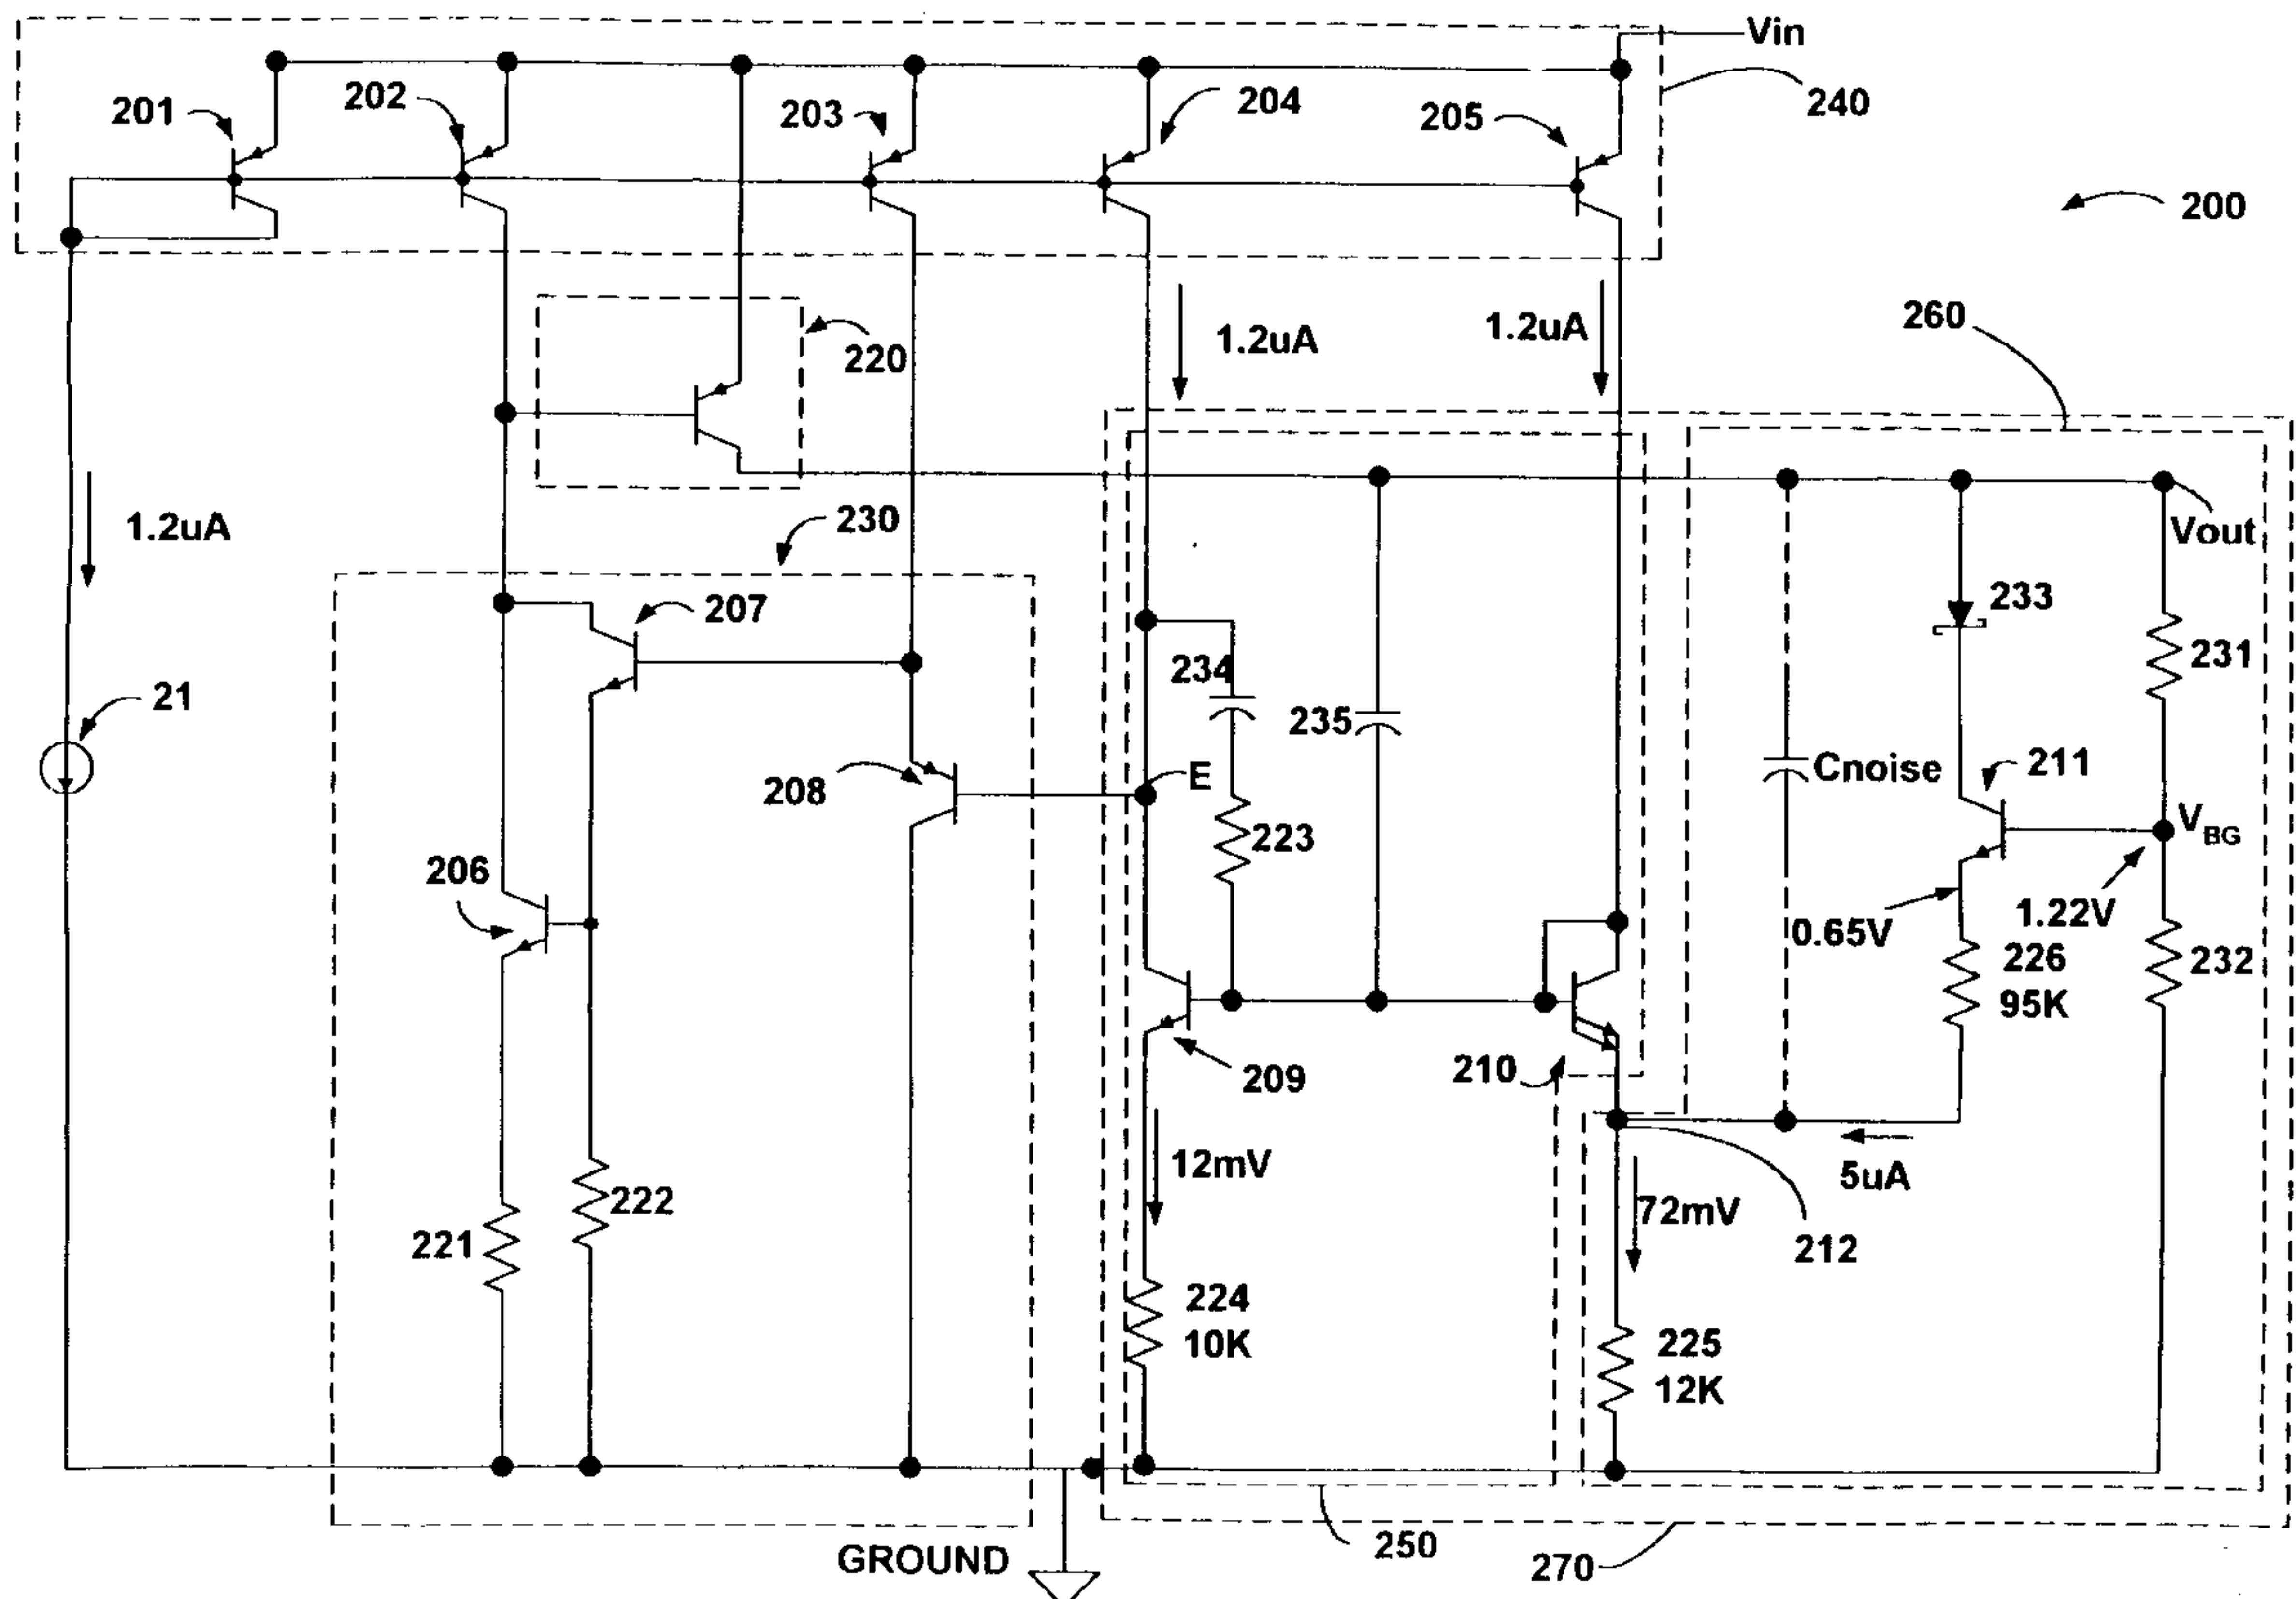 Vin
201
202
203
204
205
240
200
1.2uA
1.2uA
260
220
1.2uA
230
Vout
207
233
21
234
235
231
208
E
Cnoise
211
223
VBG
206
0.65V
1.22V
226
95K
232
209
210
12mV
5uA
222
72mV
212
221
224
10K
225
12K
250
270
GROUND